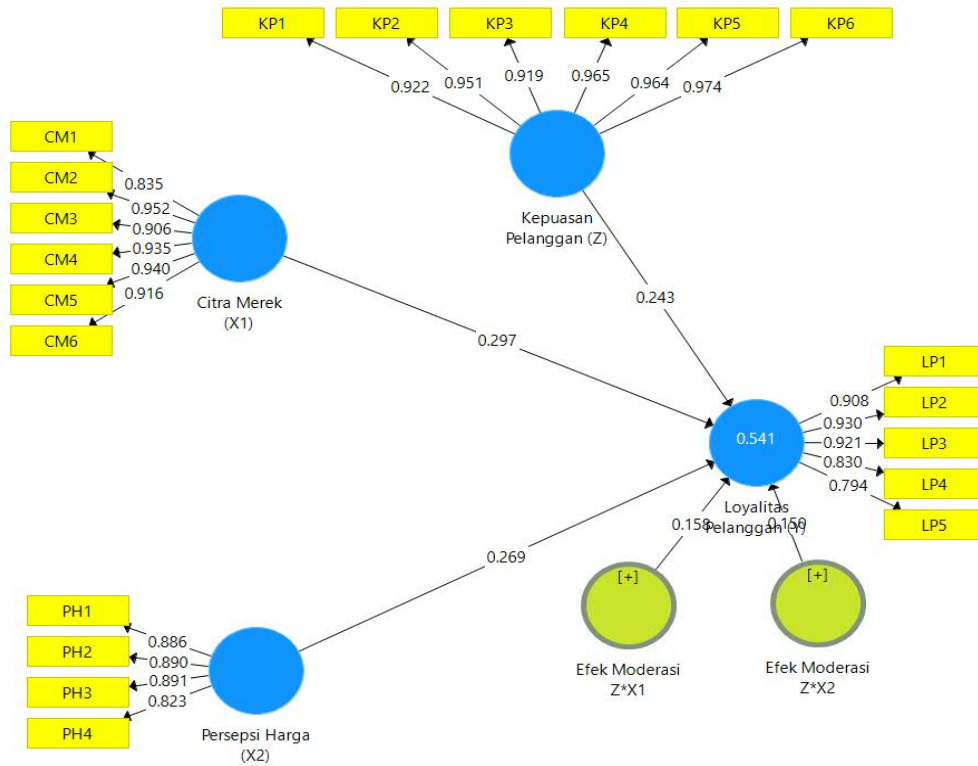 KP1
KP2
KP3
KP4
KP5
KP6
0.922
0.951
0.919
0.965
0.964
0.974
Kepuasan
Pelanggan (Z)
CM1
CM2
CM3
CM4
CM5
CM6
0.835
0.952
0.906
0.935
0.940
0.916
Citra Merek
(X1)
0.243
0.297
0.269
LP1
LP2
LP3
LP4
LP5
0.908
0.930
0.921
0.830
0.794
0.541
Loyalitas
Pelanggan (Y)
0.158
0.150
[+]
Efek Moderasi
Z*X1
[+]
Efek Moderasi
Z*X2
PH1
PH2
PH3
PH4
0.886
0.890
0.891
0.823
Persepsi Harga
(X2)